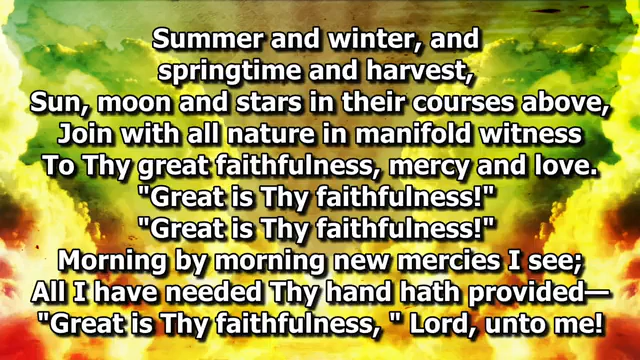 Summer and winter, and
springtime and harvest,
Sun, moon and stars in their courses above,
Join with all nature in manifold witness
To Thy great faithfulness, mercy and love.
"Great is Thy faithfulness!"
"Great is Thy faithfulness!"
Morning by morning new mercies I see;
All I have needed Thy hand hath provided—
"Great is Thy faithfulness, " Lord, unto me!